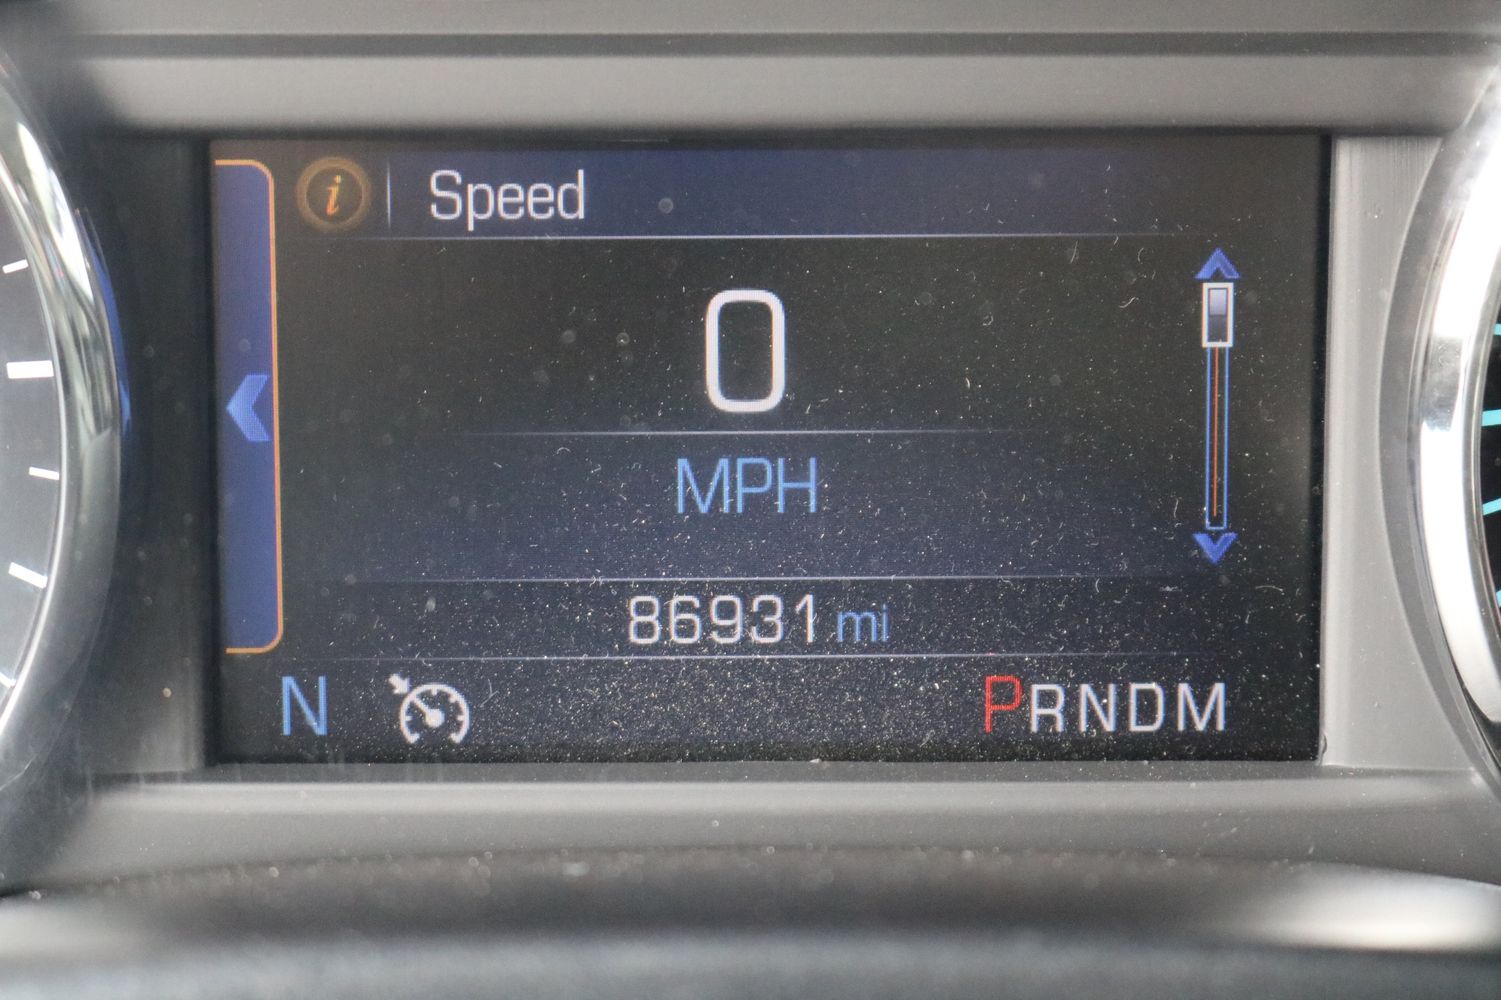 i Speed
0
MPH
86931 mi
N PRNDM